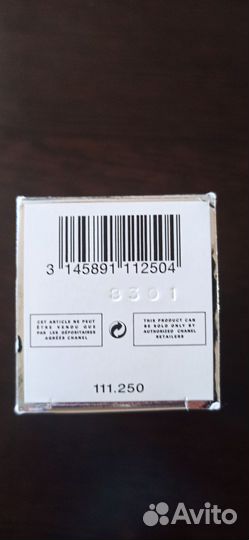 3 145891 112504
8301
CET ARTICLE NE PEUT
ÊTRE VENDU QUE
PAR LES DÉPOSITAIRES
AGRÉÉS CHANEL
THIS PRODUCT CAN
BE SOLD ONLY BY
AUTHORIZED CHANEL
RETAILERS
111.250
Avito